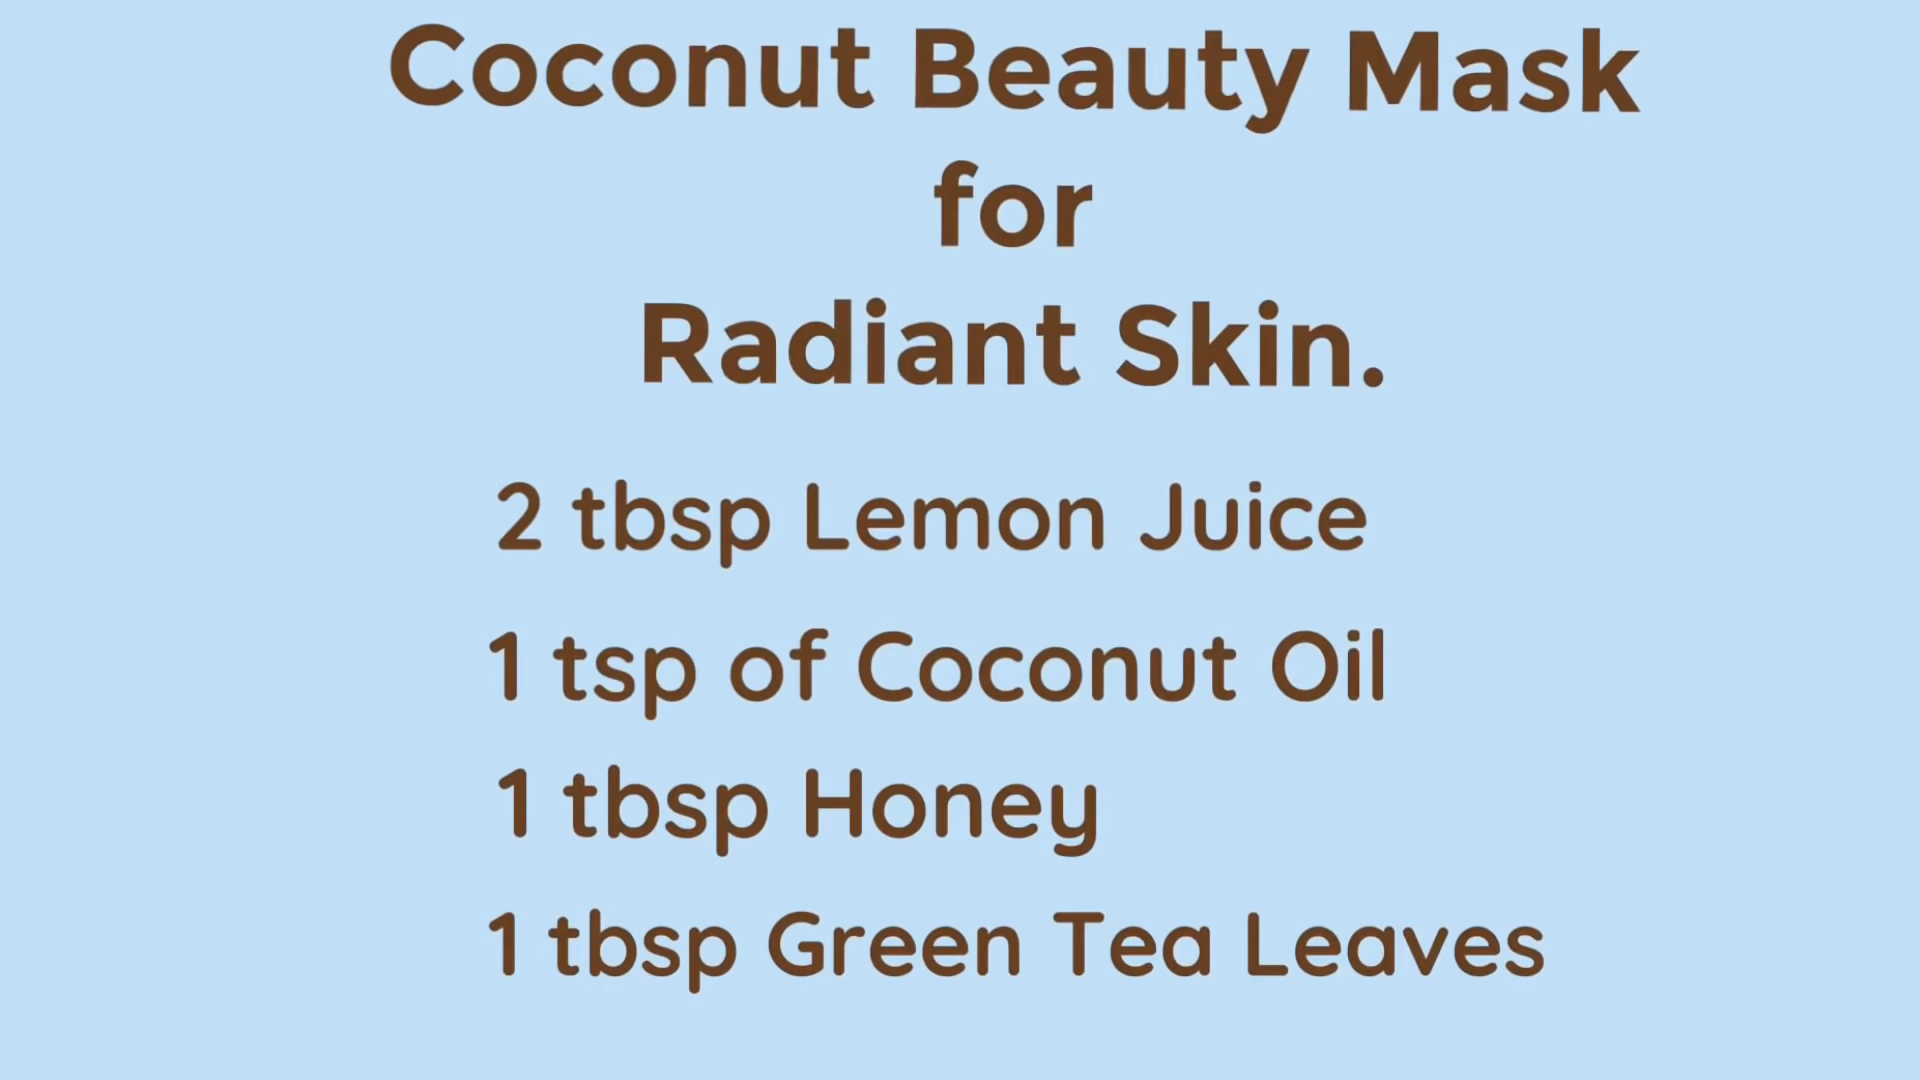 Coconut Beauty Mask
for
Radiant Skin.
2 tbsp Lemon Juice
1 tsp of Coconut Oil
1 tbsp Honey
1 tbsp Green Tea Leaves